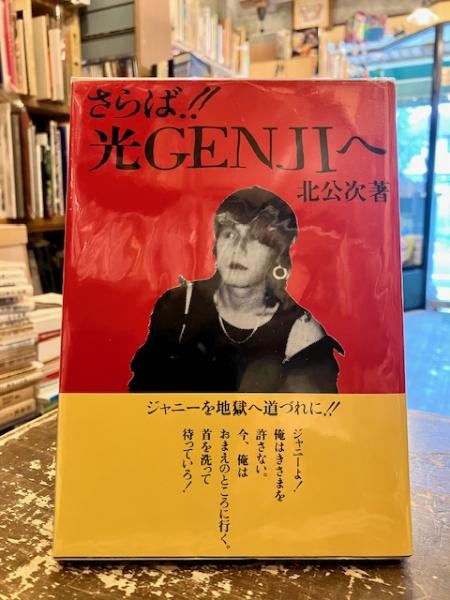 さらば!!
光GENJIへ
北公次著
ジャニーを地獄へ道づれに!!
ジャニーよ!
俺はきさまを
許さない。
今、俺は
おまえのところに行く。
首を洗って
待っていろ!